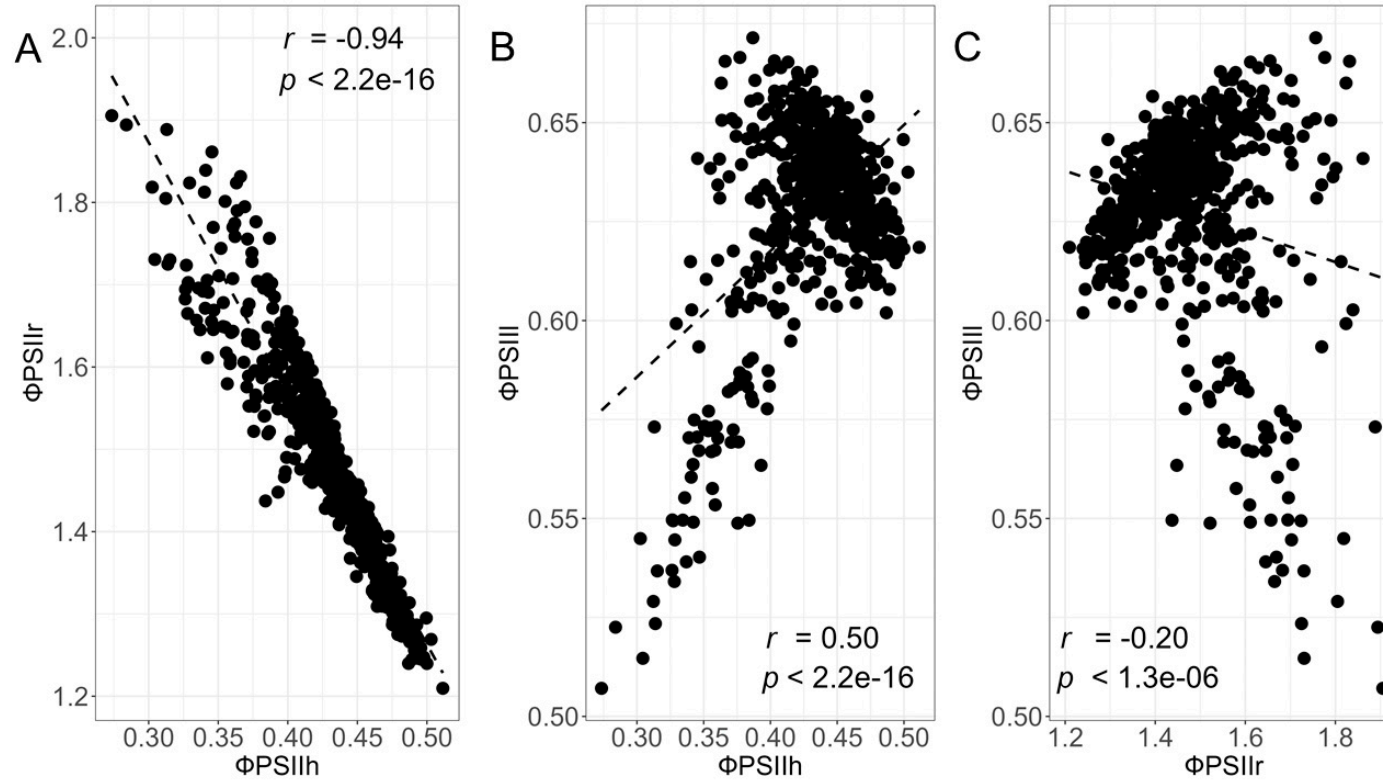 A
r = -0.94
p < 2.2e-16
2.0
1.8
1.6
1.4
1.2
ΦPSIIr
0.30 0.35 0.40 0.45 0.50
ΦPSIIh
B
0.65
0.60
0.55
0.50
ΦPSIII
r = 0.50
p < 2.2e-16
0.30 0.35 0.40 0.45 0.50
ΦPSIIh
C
0.65
0.60
0.55
0.50
ΦPSIII
r = -0.20
p < 1.3e-06
1.2 1.4 1.6 1.8
ΦPSIIr